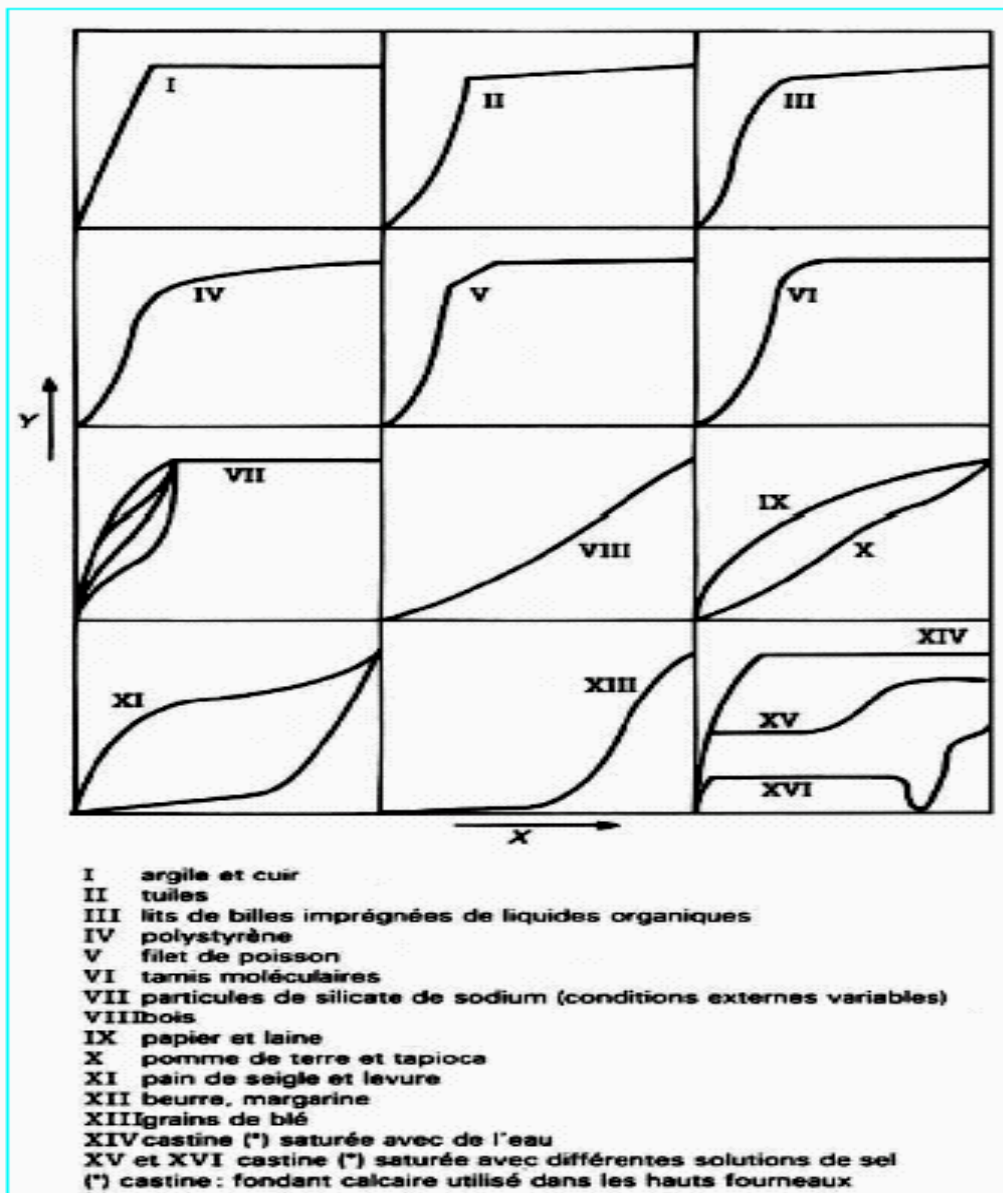 I
II
III
IV
V
VI
Y
VII
VIII
IX
X
XI
XIII
XIV
XV
XVI
X
I argile et cuir
II tuiles
III lits de billes imprégnées de liquides organiques
IV polystyrène
V filet de poisson
VI tamis moléculaires
VII particules de silicate de sodium (conditions externes variables)
VIII bois
IX papier et laine
X pomme de terre et tapioca
XI pain de seigle et levure
XII beurre, margarine
XIII grains de blé
XIV castine (*) saturée avec de l'eau
XV et XVI castine (*) saturée avec différentes solutions de sel
(*) castine : fondant calcaire utilisé dans les hauts fourneaux